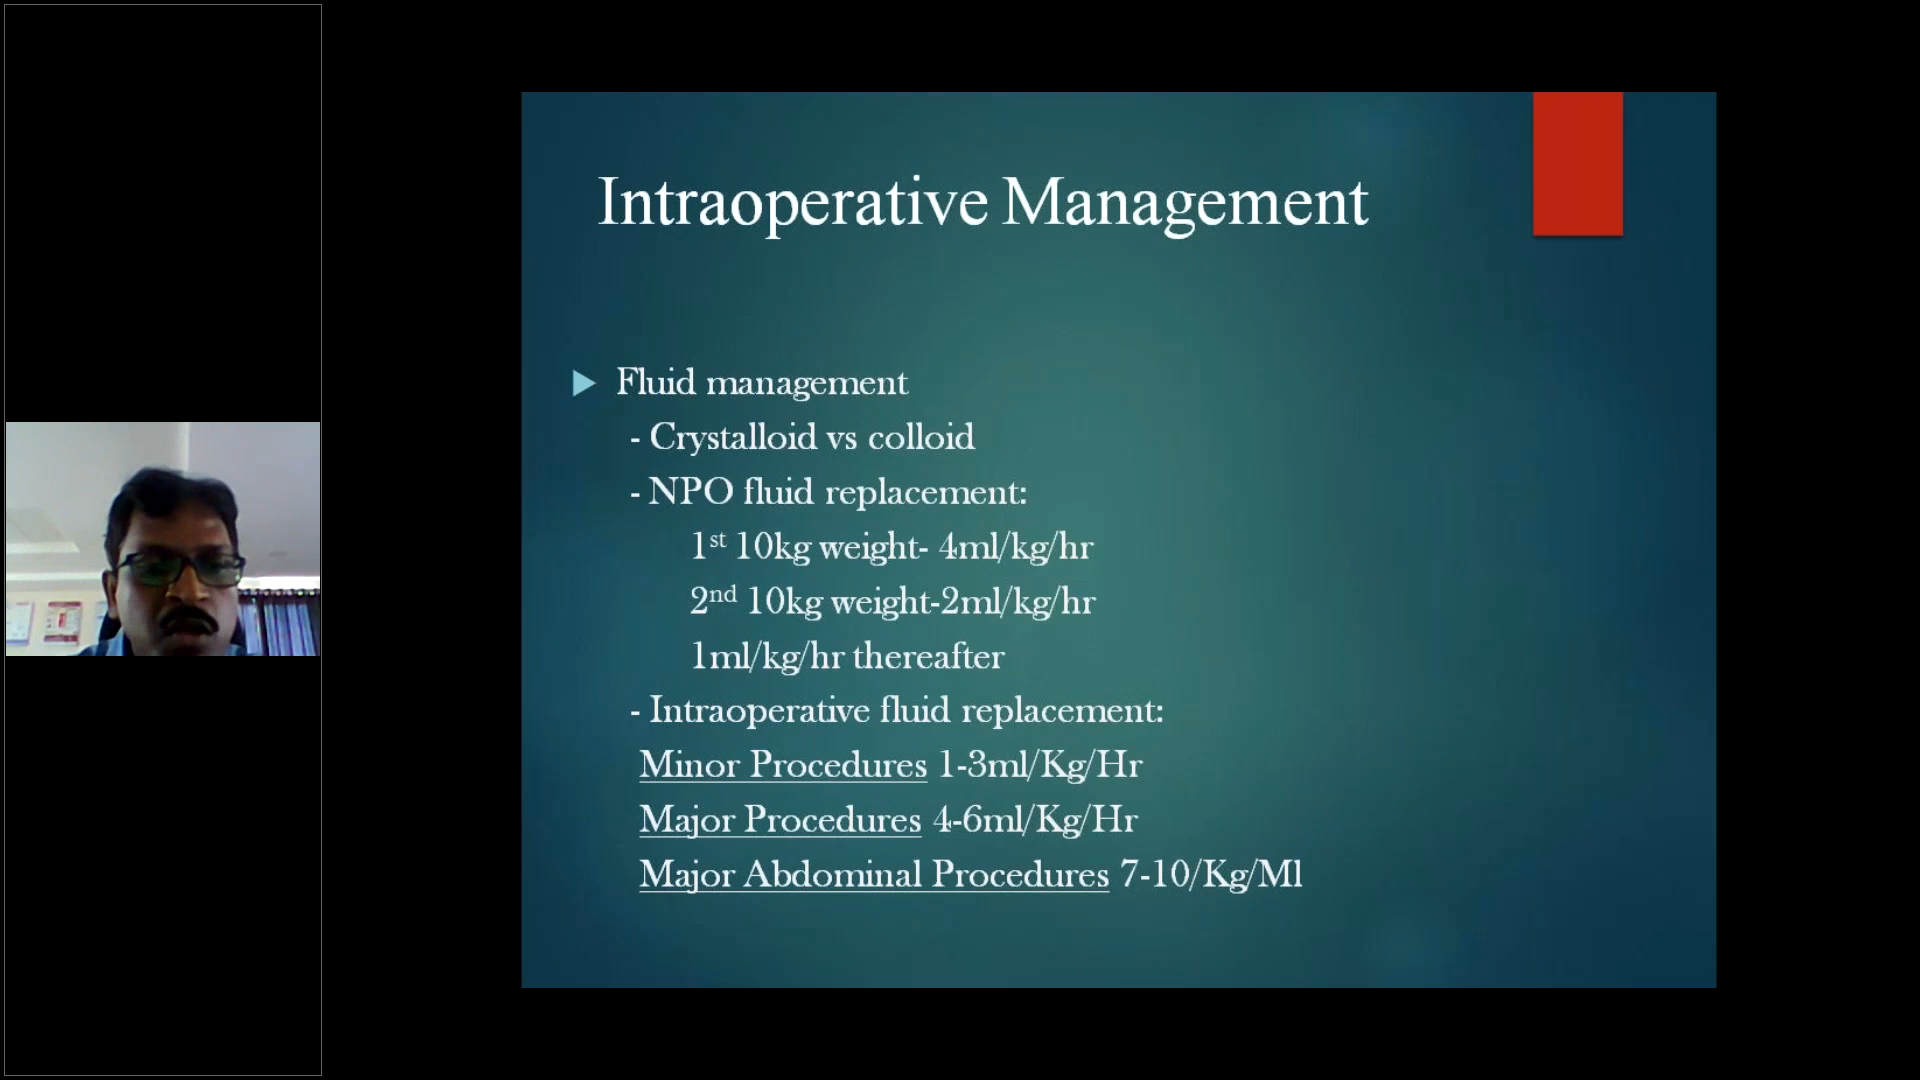 Intraoperative Management
Fluid management
- Crystalloid vs colloid
- NPO fluid replacement:
1st 10kg weight- 4ml/kg/hr
2nd 10kg weight-2ml/kg/hr
1ml/kg/hr thereafter
- Intraoperative fluid replacement:
Minor Procedures 1-3ml/Kg/Hr
Major Procedures 4-6ml/Kg/Hr
Major Abdominal Procedures 7-10/Kg/Ml